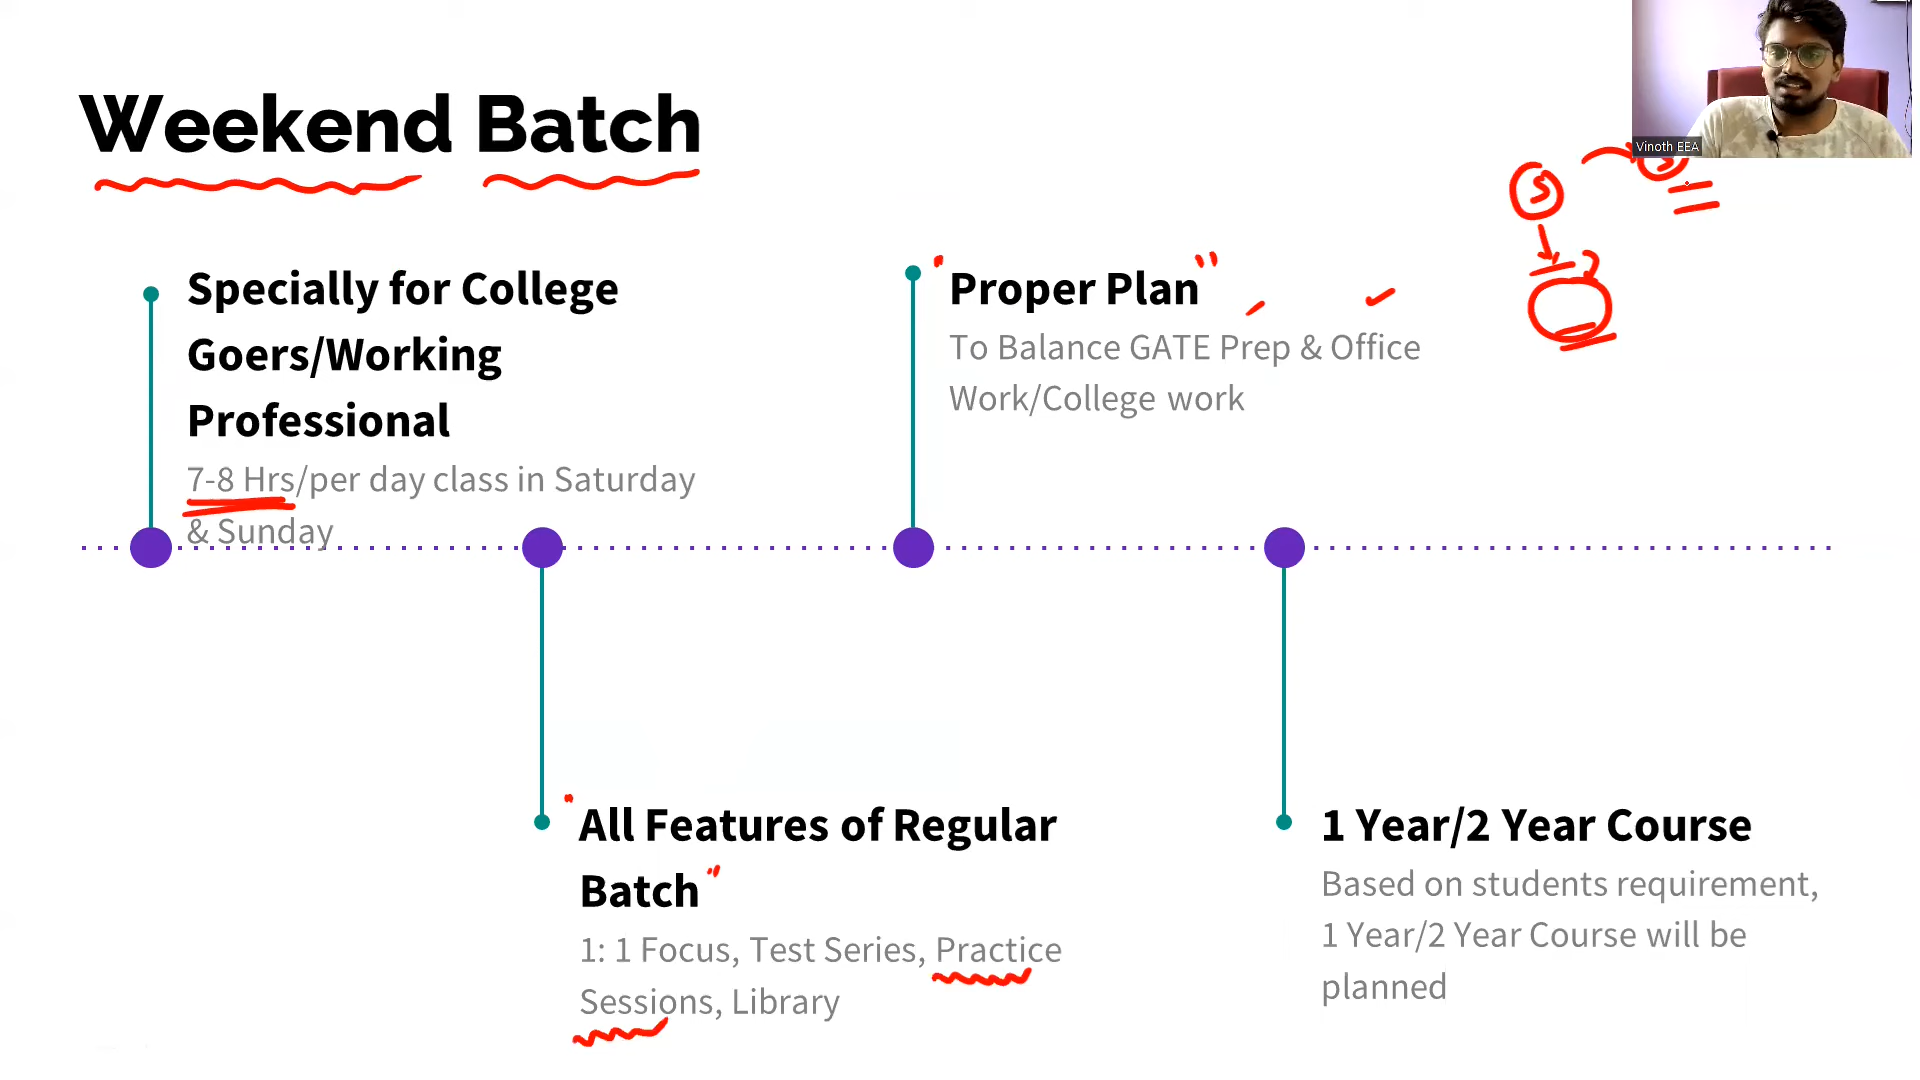 Weekend Batch
Vinoth EEA
Specially for College
Goers/Working
Professional
7-8 Hrs/per day class in Saturday
& Sunday
"Proper Plan"
To Balance GATE Prep & Office
Work/College work
"All Features of Regular
Batch"
1: 1 Focus, Test Series, Practice
Sessions, Library
1 Year/2 Year Course
Based on students requirement,
1 Year/2 Year Course will be
planned